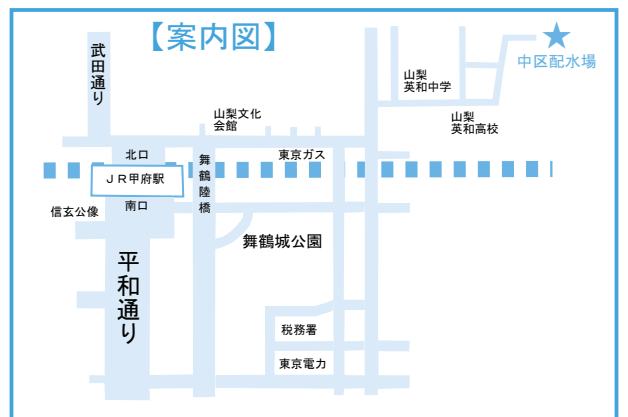 【案内図】
武田通り
中区配水場
山梨
英和中学
山梨
英和高校
山梨文化
会館
北口
舞鶴陸橋
東京ガス
JR甲府駅
信玄公像
南口
舞鶴城公園
平和通り
税務署
東京電力